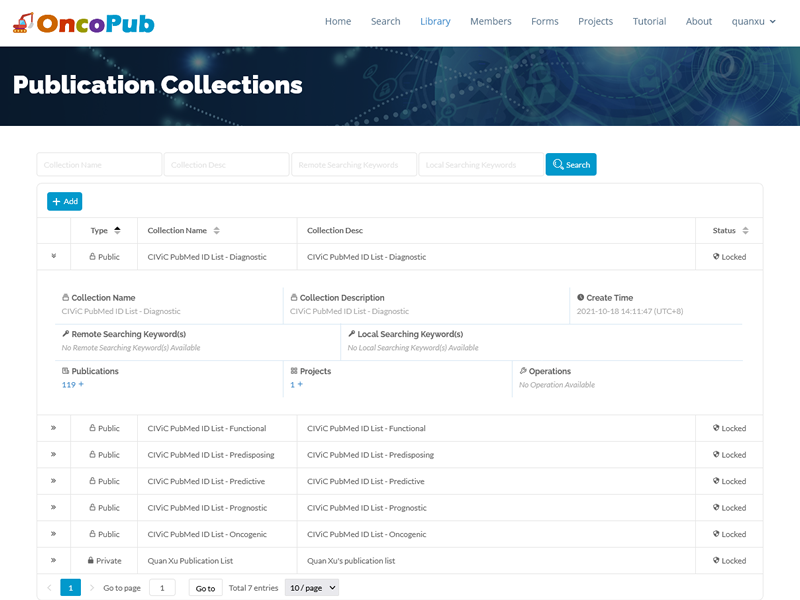 OncoPub
Home Search Library Members Forms Projects Tutorial About quanxu
Publication Collections
Collection Name Collection Desc Remote Searching Keywords Local Searching Keywords Search
+ Add
Type Collection Name Collection Desc Status
Public CIViC PubMed ID List - Diagnostic CIViC PubMed ID List - Diagnostic Locked
Collection Name Collection Description Create Time
CIViC PubMed ID List - Diagnostic CIViC PubMed ID List - Diagnostic 2021-10-18 14:11:47 (UTC+8)
Remote Searching Keyword(s) Local Searching Keyword(s)
No Remote Searching Keyword(s) Available No Local Searching Keyword(s) Available
Publications Projects Operations
119 + 1 + No Operation Available
Public CIViC PubMed ID List - Functional CIViC PubMed ID List - Functional Locked
Public CIViC PubMed ID List - Predisposing CIViC PubMed ID List - Predisposing Locked
Public CIViC PubMed ID List - Predictive CIViC PubMed ID List - Predictive Locked
Public CIViC PubMed ID List - Prognostic CIViC PubMed ID List - Prognostic Locked
Public CIViC PubMed ID List - Oncogenic CIViC PubMed ID List - Oncogenic Locked
Private Quan Xu Publication List Quan Xu's publication list Locked
1 Go to page 1 Go to Total 7 entries 10 / page